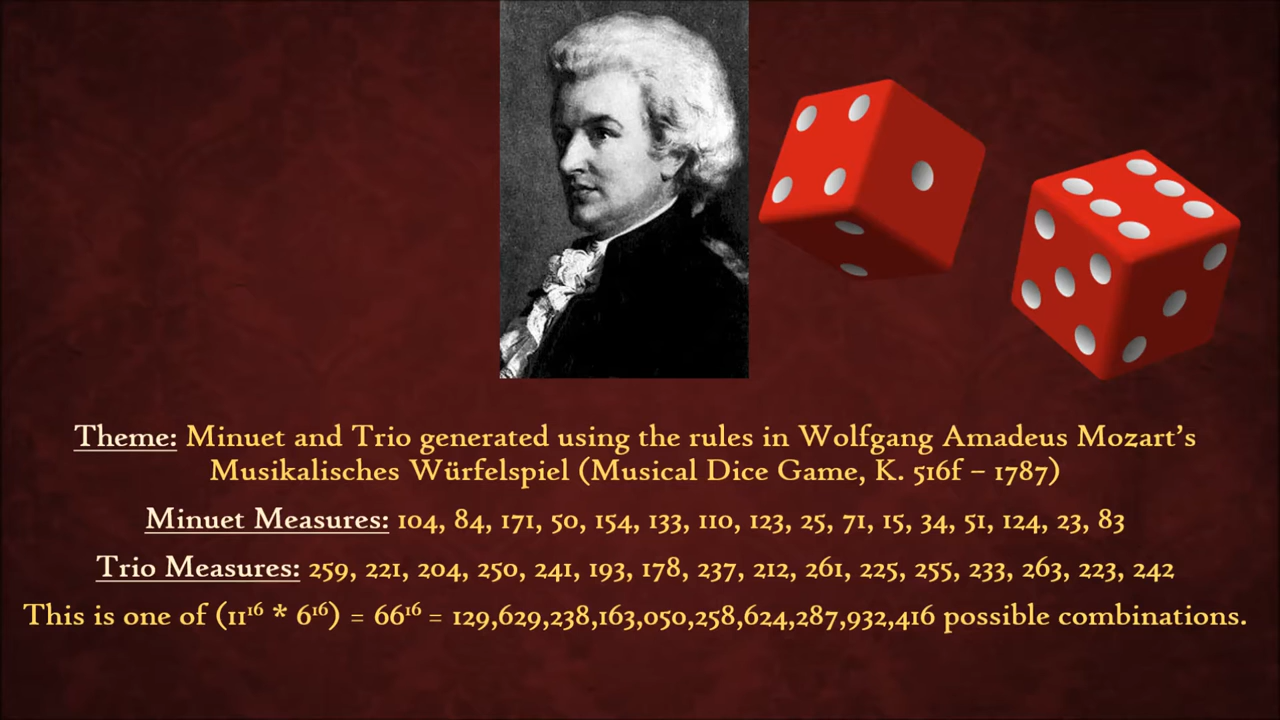 Theme: Minuet and Trio generated using the rules in Wolfgang Amadeus Mozart’s
Musikalisches Würfelspiel (Musical Dice Game, K. 516f – 1787)
Minuet Measures: 104, 84, 171, 50, 154, 133, 110, 123, 25, 71, 15, 34, 51, 124, 23, 83
Trio Measures: 259, 221, 204, 250, 241, 193, 178, 237, 212, 261, 225, 255, 233, 263, 223, 242
This is one of (11¹⁶ * 6¹⁶) = 66¹⁶ = 129,629,238,163,050,258,624,287,932,416 possible combinations.